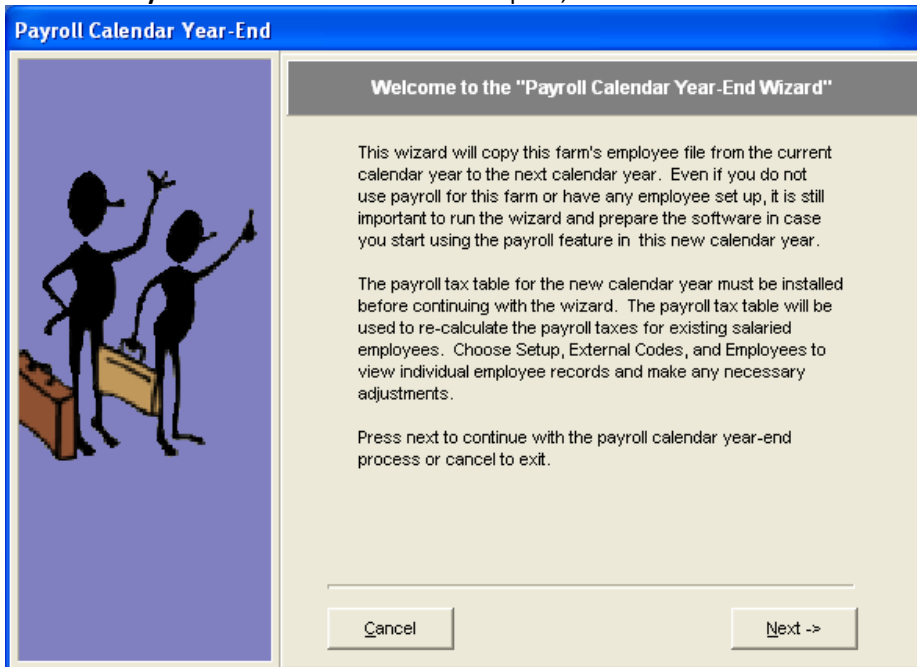 Payroll Calendar Year-End
Welcome to the "Payroll Calendar Year-End Wizard"
This wizard will copy this farm's employee file from the current
calendar year to the next calendar year. Even if you do not
use payroll for this farm or have any employee set up, it is still
important to run the wizard and prepare the software in case
you start using the payroll feature in this new calendar year.
The payroll tax table for the new calendar year must be installed
before continuing with the wizard. The payroll tax table will be
used to re-calculate the payroll taxes for existing salaried
employees. Choose Setup, External Codes, and Employees to
view individual employee records and make any necessary
adjustments.
Press next to continue with the payroll calendar year-end
process or cancel to exit.
Cancel
Next ->